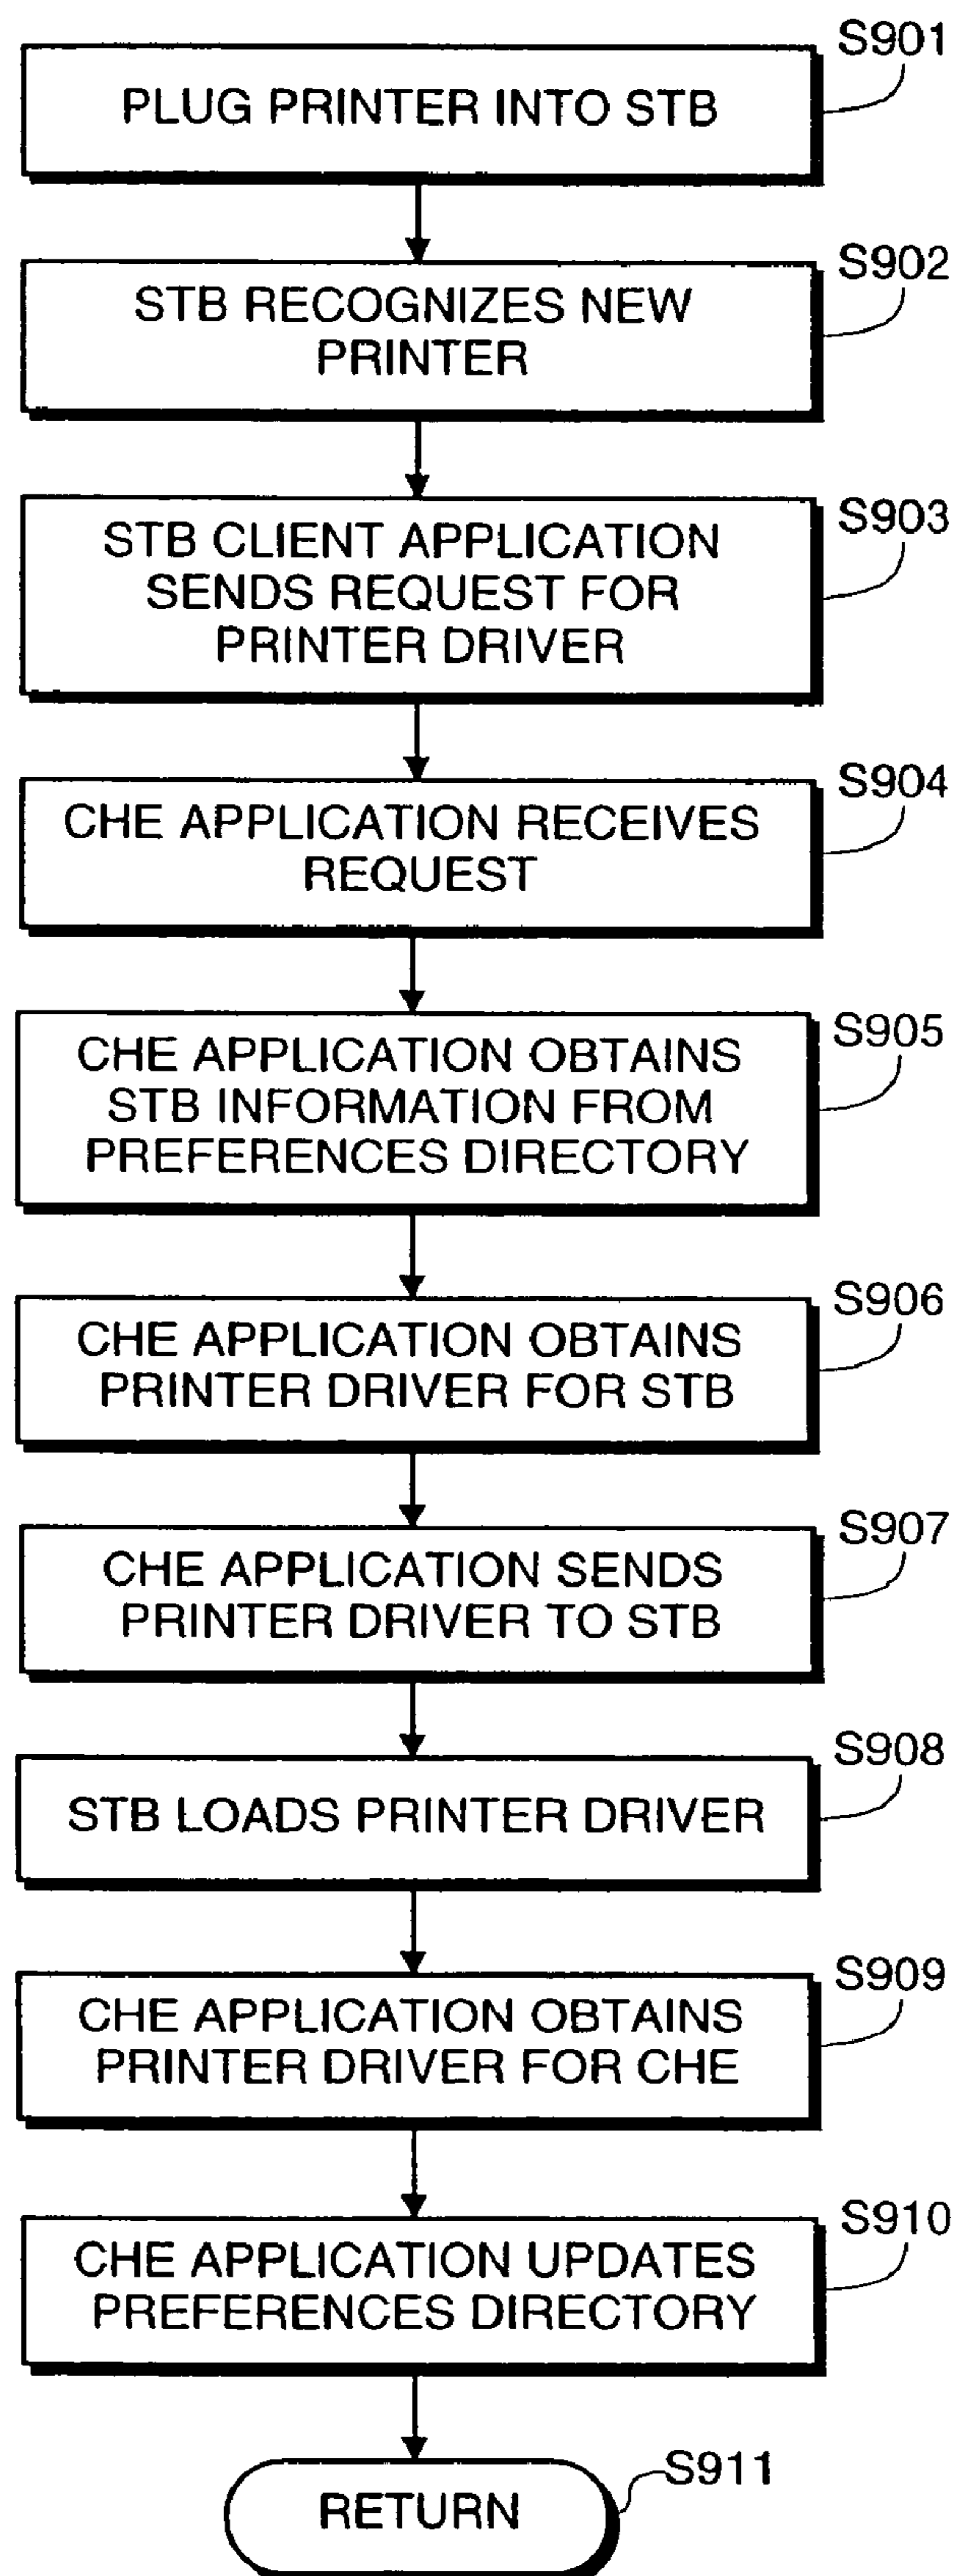 S901
PLUG PRINTER INTO STB
S902
STB RECOGNIZES NEW
PRINTER
S903
STB CLIENT APPLICATION
SENDS REQUEST FOR
PRINTER DRIVER
S904
CHE APPLICATION RECEIVES
REQUEST
S905
CHE APPLICATION OBTAINS
STB INFORMATION FROM
PREFERENCES DIRECTORY
S906
CHE APPLICATION OBTAINS
PRINTER DRIVER FOR STB
S907
CHE APPLICATION SENDS
PRINTER DRIVER TO STB
S908
STB LOADS PRINTER DRIVER
S909
CHE APPLICATION OBTAINS
PRINTER DRIVER FOR CHE
S910
CHE APPLICATION UPDATES
PREFERENCES DIRECTORY
S911
RETURN